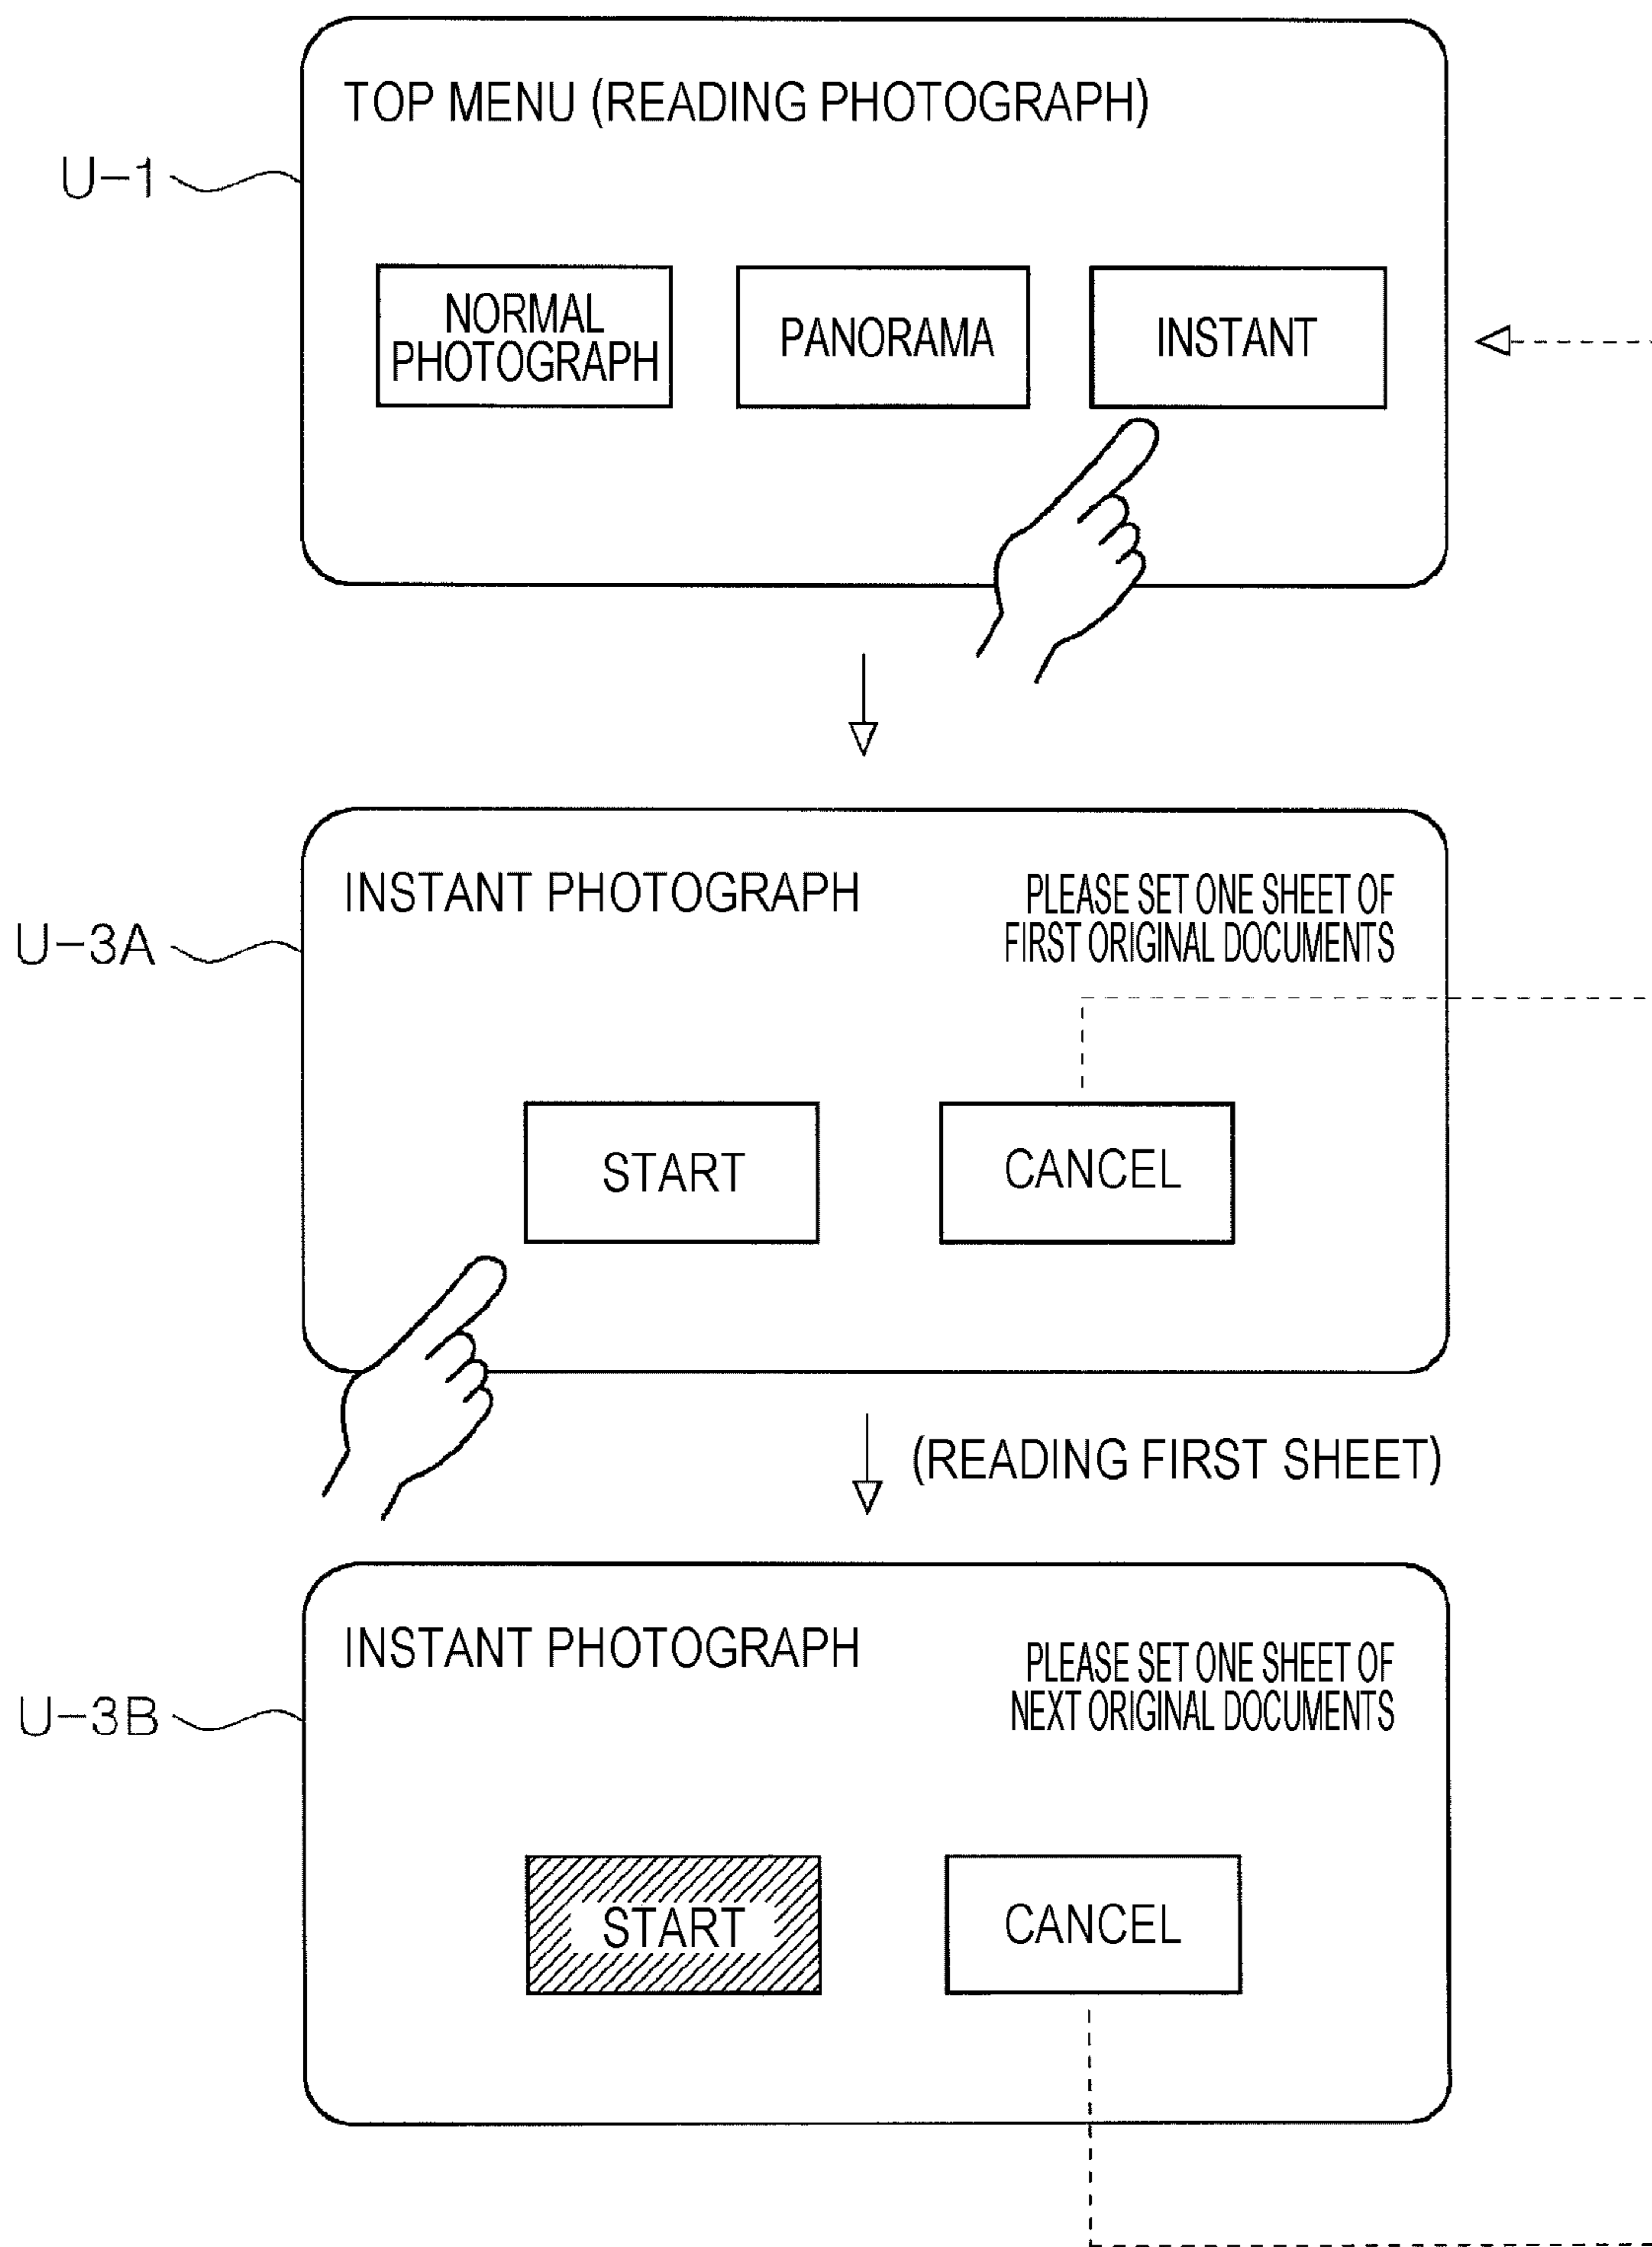 TOP MENU (READING PHOTOGRAPH)
U-1
NORMAL
PHOTOGRAPH
PANORAMA
INSTANT
INSTANT PHOTOGRAPH
PLEASE SET ONE SHEET OF
FIRST ORIGINAL DOCUMENTS
U-3A
START
CANCEL
(READING FIRST SHEET)
INSTANT PHOTOGRAPH
PLEASE SET ONE SHEET OF
NEXT ORIGINAL DOCUMENTS
U-3B
START
CANCEL